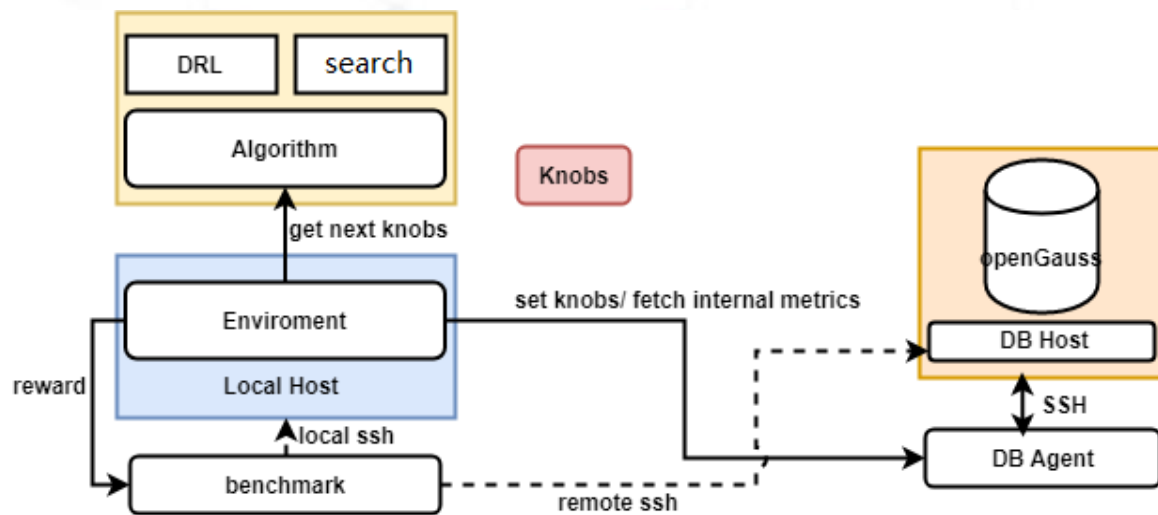 DRL
search
Algorithm
Knobs
get next knobs
openGauss
Enviroment
set knobs/ fetch internal metrics
DB Host
reward
Local Host
SSH
local ssh
benchmark
remote ssh
DB Agent